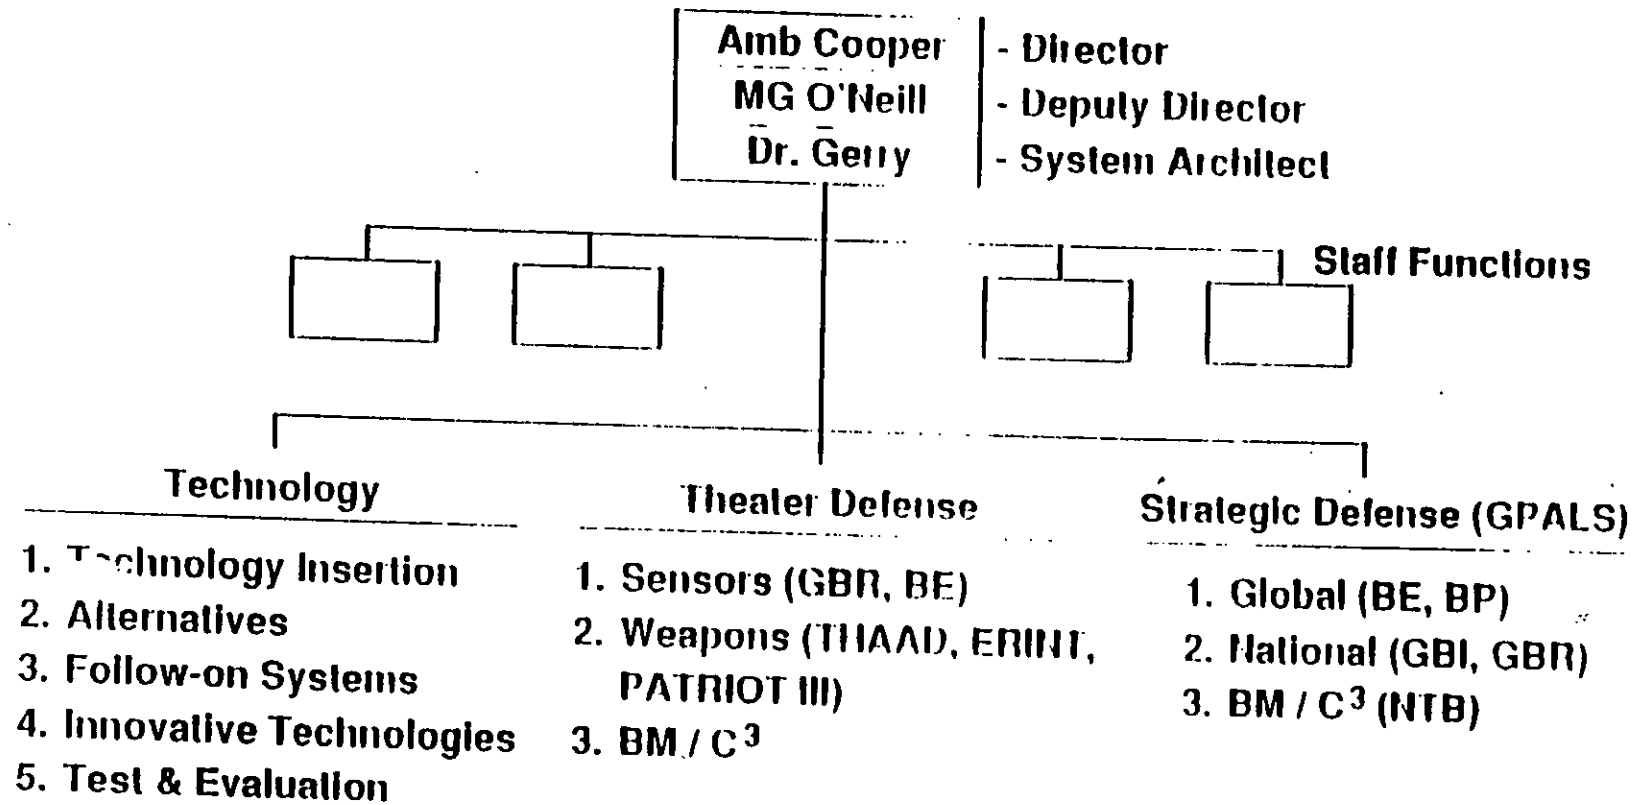 Amb Cooper - Director
MG O'Neill - Deputy Director
Dr. Gerry - System Architect
Staff Functions
Technology
1. Technology Insertion
2. Alternatives
3. Follow-on Systems
4. Innovative Technologies
5. Test & Evaluation
Theater Defense
1. Sensors (GBR, BE)
2. Weapons (THAAD, ERINT,
PATRIOT III)
3. BM / C³
Strategic Defense (GPALS)
1. Global (BE, BP)
2. National (GBI, GBR)
3. BM / C³ (NTB)